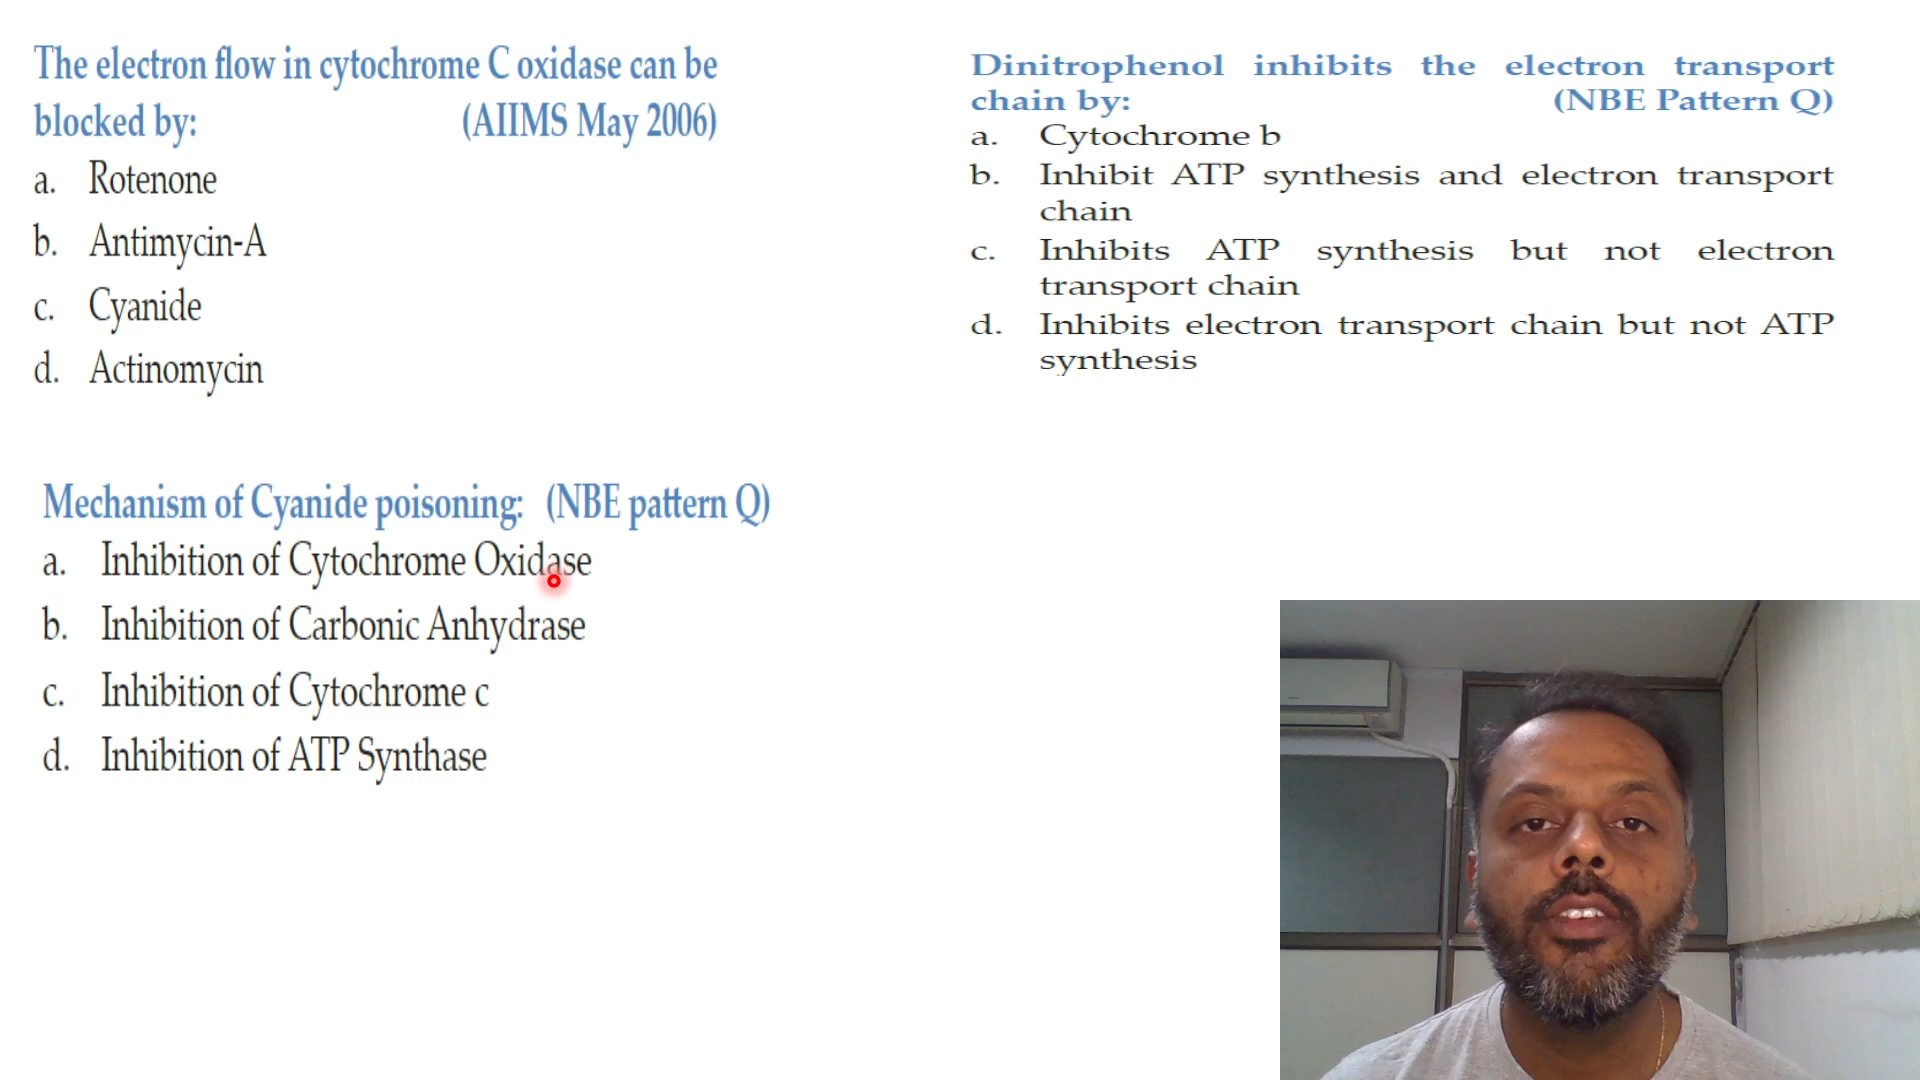 The electron flow in cytochrome C oxidase can be
blocked by: (AIIMS May 2006)
a. Rotenone
b. Antimycin-A
c. Cyanide
d. Actinomycin
Mechanism of Cyanide poisoning: (NBE pattern Q)
a. Inhibition of Cytochrome Oxidase
b. Inhibition of Carbonic Anhydrase
c. Inhibition of Cytochrome c
d. Inhibition of ATP Synthase
Dinitrophenol inhibits the electron transport
chain by: (NBE Pattern Q)
a. Cytochrome b
b. Inhibit ATP synthesis and electron transport
chain
c. Inhibits ATP synthesis but not electron
transport chain
d. Inhibits electron transport chain but not ATP
synthesis